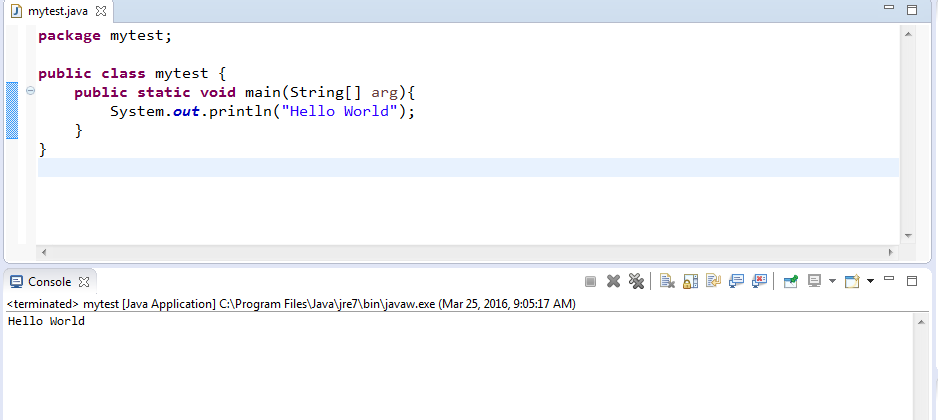 mytest.java
package mytest;
public class mytest {
    public static void main(String[] arg){
        System.out.println("Hello World");
    }
}
Console
<terminated> mytest [Java Application] C:\Program Files\Java\jre7\bin\javaw.exe (Mar 25, 2016, 9:05:17 AM)
Hello World